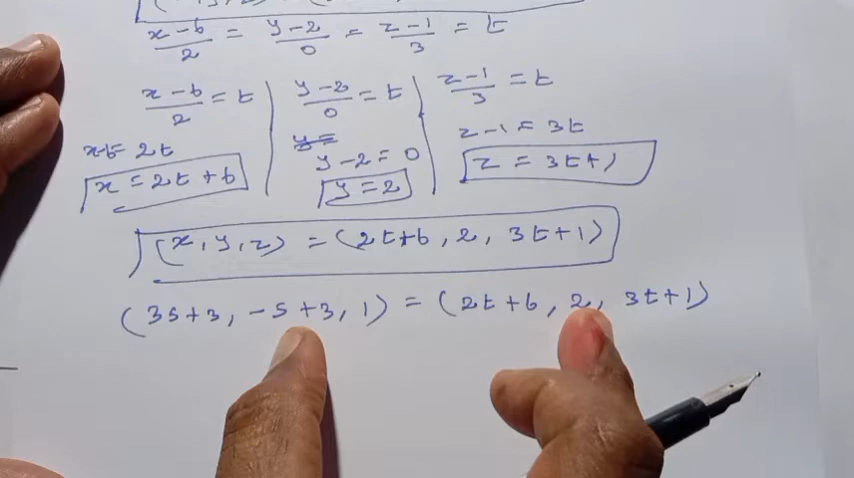 x-6/2 = y-2/0 = z-1/3 = t
x-6/2 = t | y-2/0 = t | z-1/3 = t
x-6= 2t | y= y-2 = 0 | z-1 = 3t
x = 2t+6 | y = 2 | z = 3t+1
(x, y, z) = (2t+6, 2, 3t+1)
(3s+3, -s+3, 1) = (2t+6, 2, 3t+1)